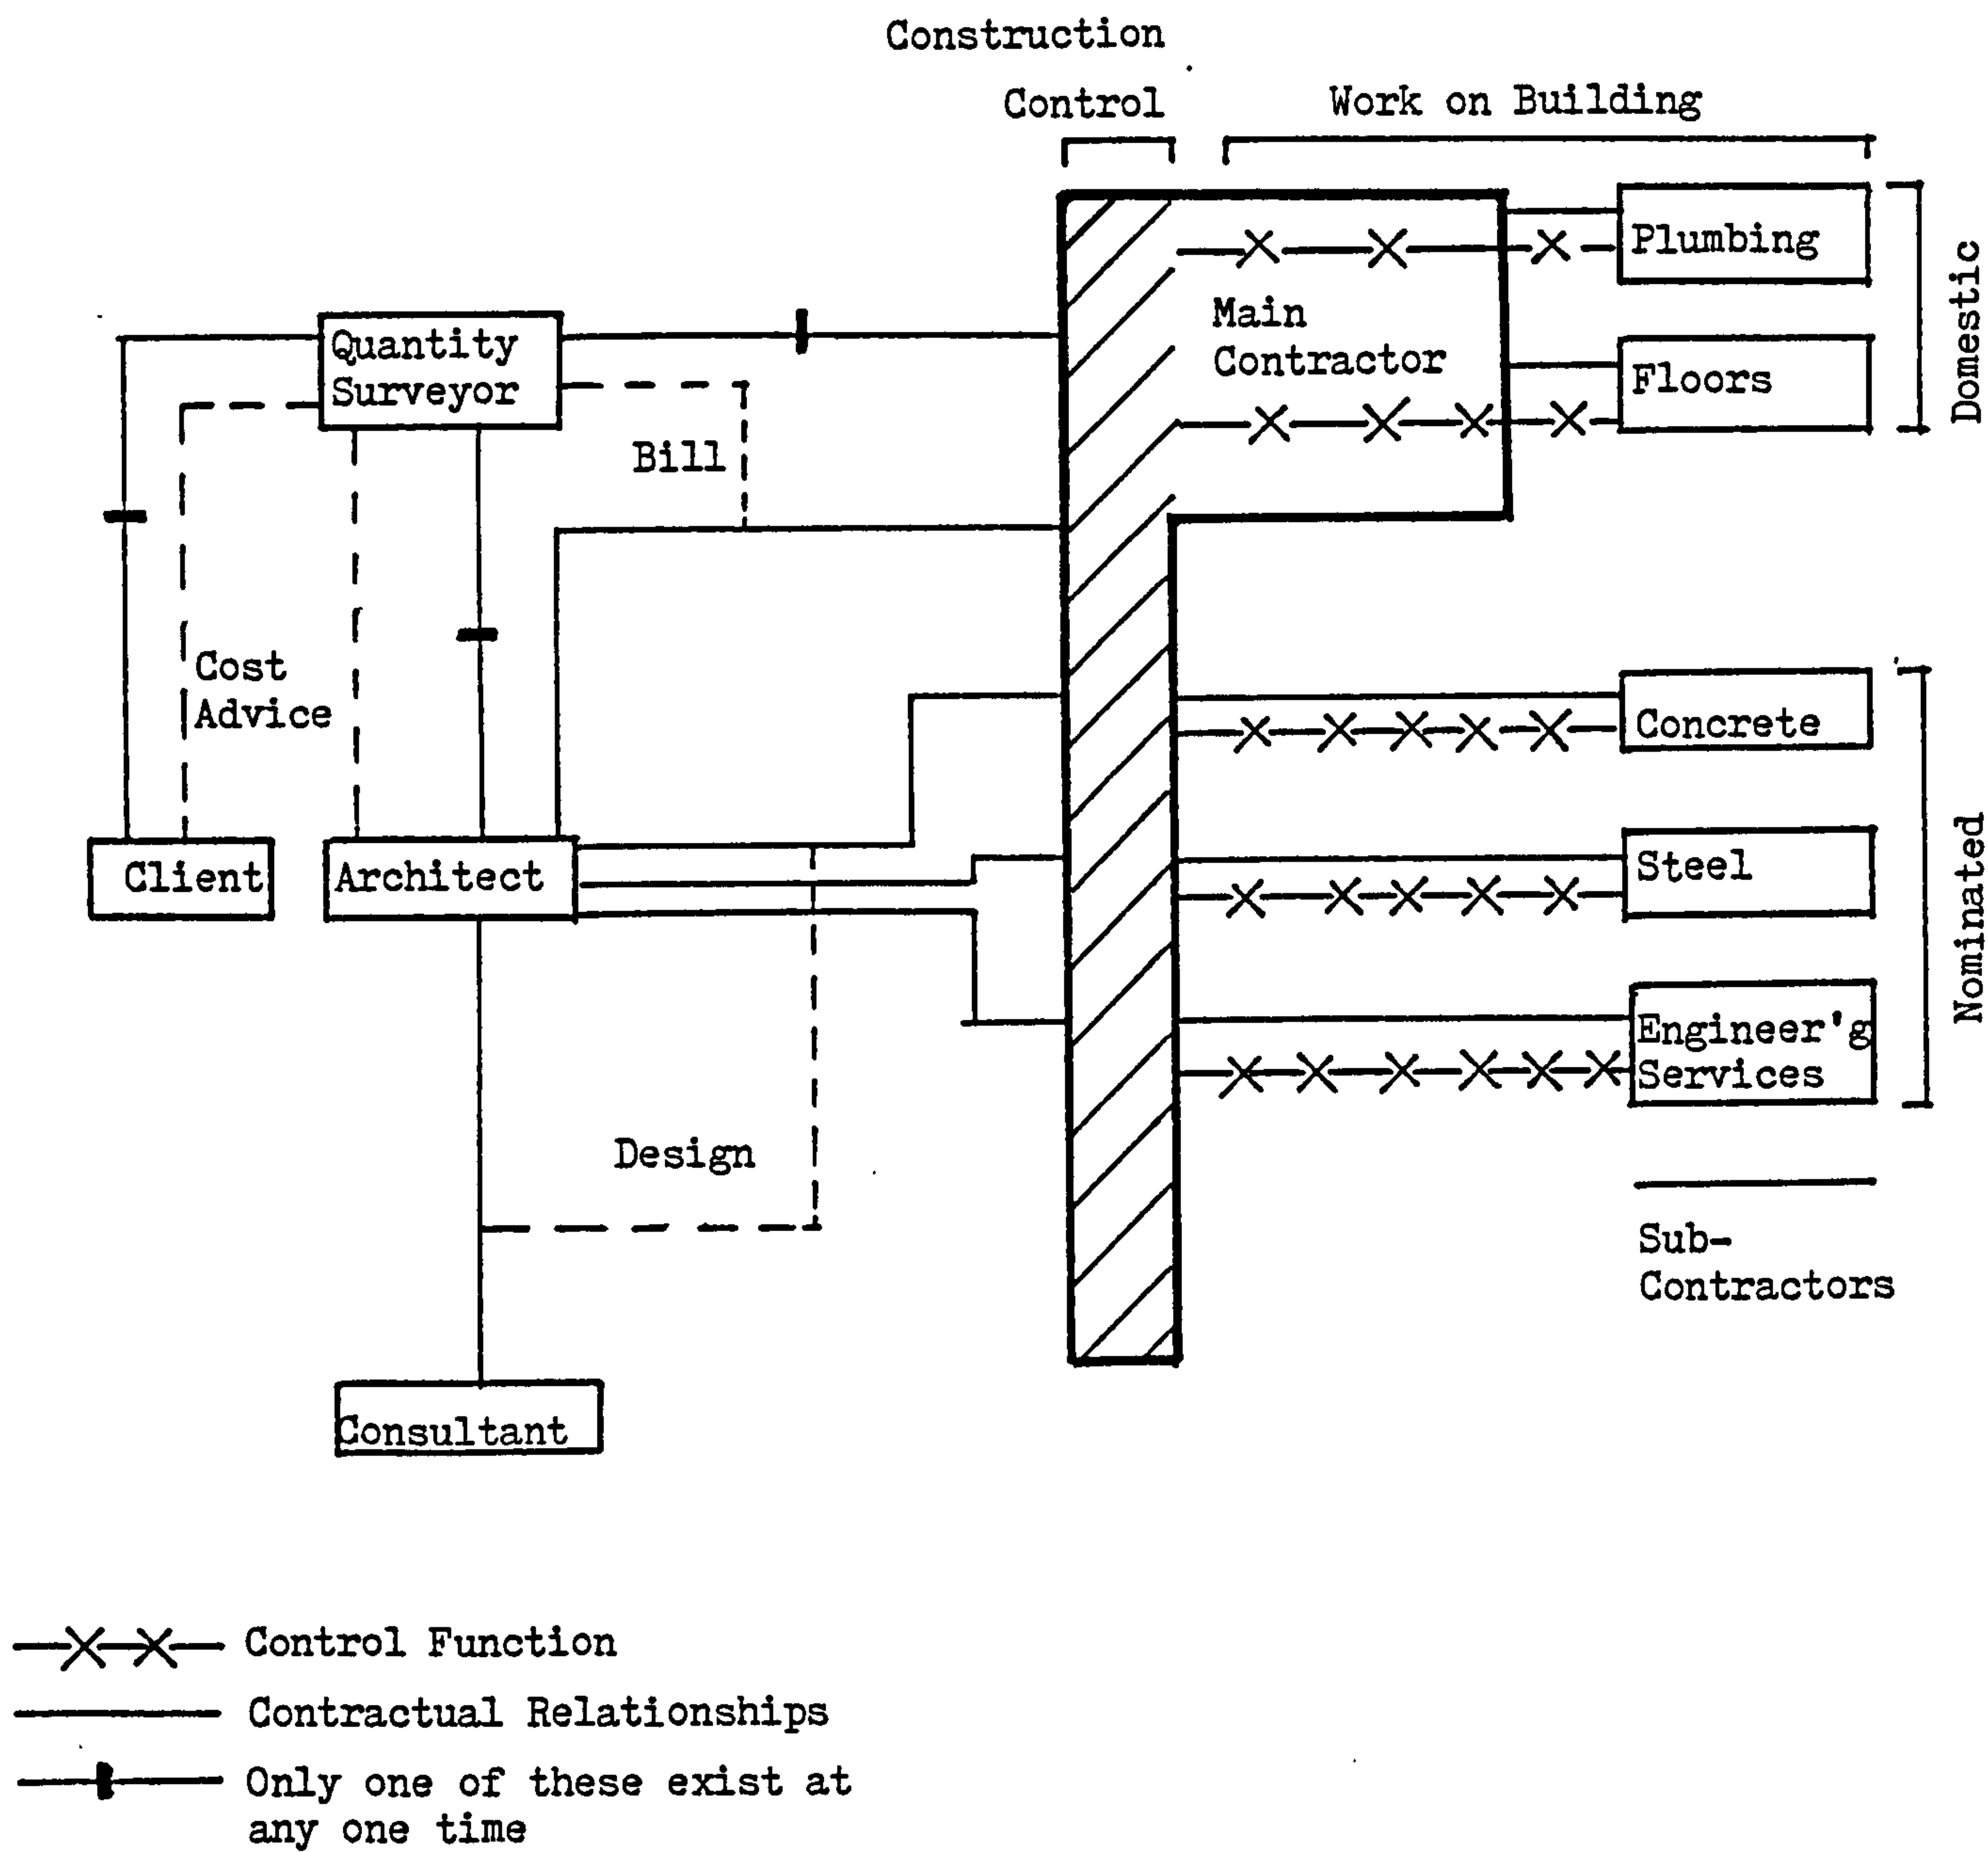 Construction
Control
Work on Building
Plumbing
Domestic
Main
Contractor
Quantity
Surveyor
Floors
Bill
Cost
Advice
Concrete
Client
Architect
Steel
Nominated
Engineer'g
Services
Design
Sub-
Contractors
Consultant
Control Function
Contractual Relationships
Only one of these exist at
any one time